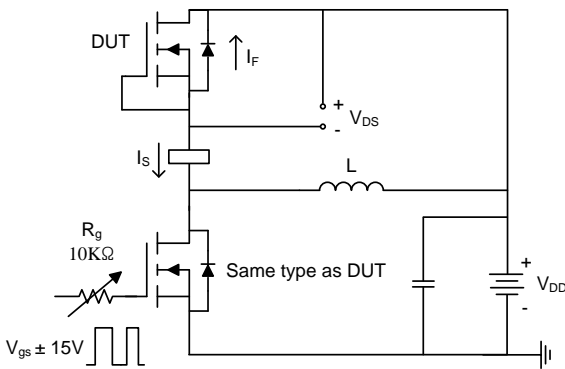 DUT
I_F
+
V_DS
-
I_S
L
R_g
10KΩ
Same type as DUT
+
V_DD
-
V_gs ± 15V